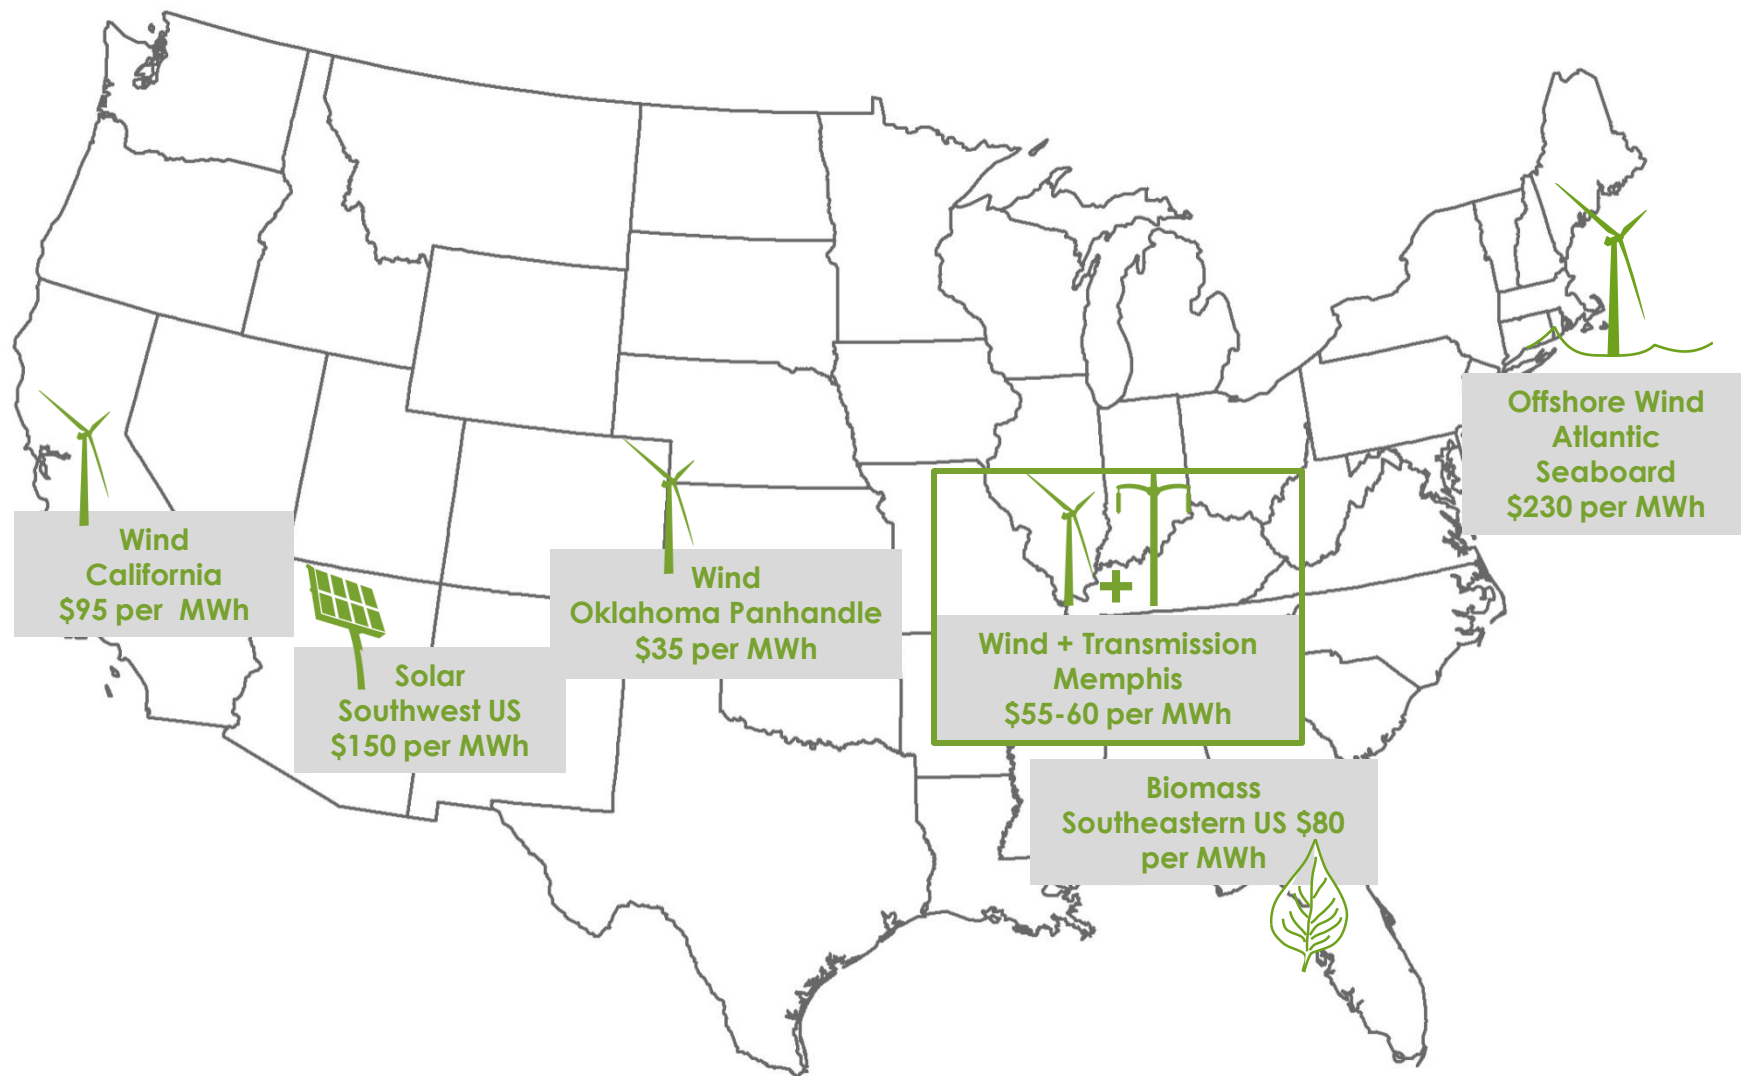 Offshore Wind
Atlantic
Seaboard
$230 per MWh
Wind
California
$95 per MWh
Wind
Oklahoma Panhandle
$35 per MWh
Wind + Transmission
Memphis
$55-60 per MWh
Solar
Southwest US
$150 per MWh
Biomass
Southeastern US $80
per MWh